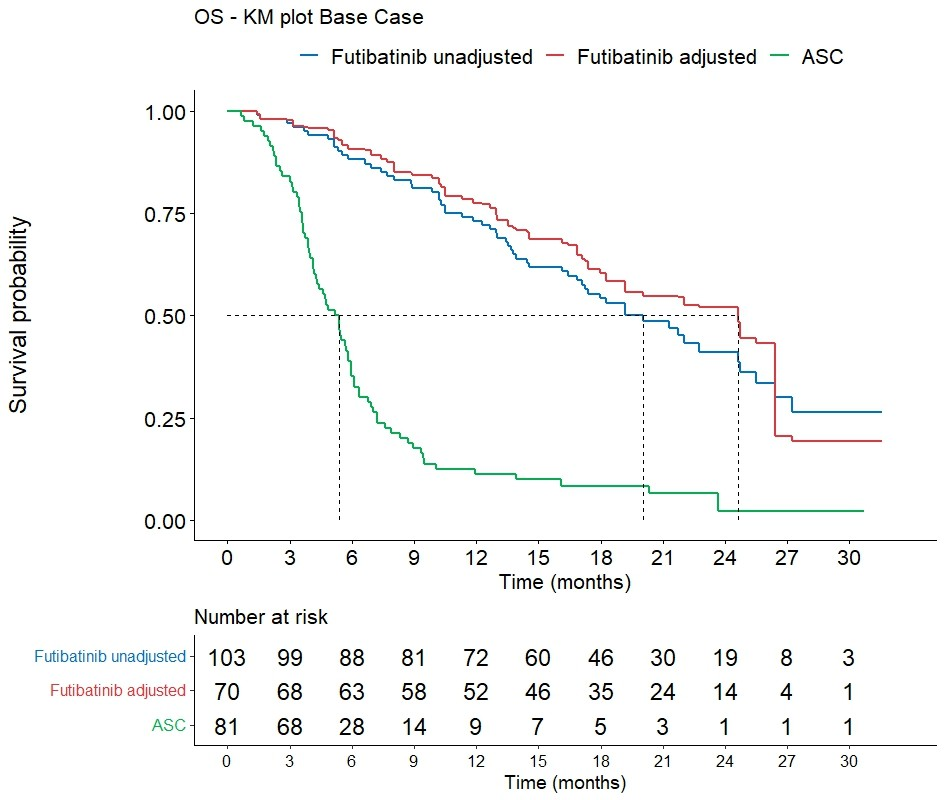 OS - KM plot Base Case
Futibatinib unadjusted Futibatinib adjusted ASC
Survival probability
1.00
0.75
0.50
0.25
0.00
0 3 6 9 12 15 18 21 24 27 30
Time (months)
Number at risk
Futibatinib unadjusted 103 99 88 81 72 60 46 30 19 8 3
Futibatinib adjusted 70 68 63 58 52 46 35 24 14 4 1
ASC 81 68 28 14 9 7 5 3 1 1 1
0 3 6 9 12 15 18 21 24 27 30
Time (months)